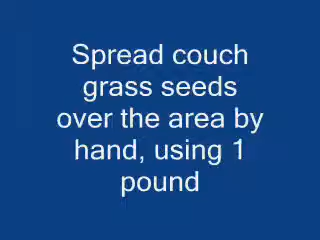 Spread couch
grass seeds
over the area by
hand, using 1
pound